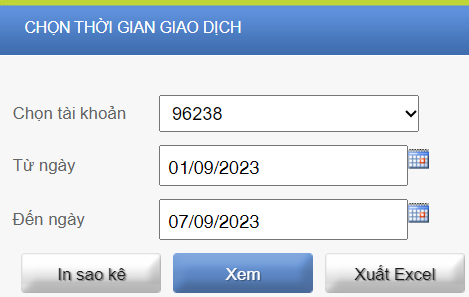 CHỌN THỜI GIAN GIAO DỊCH
Chọn tài khoản 96238
Từ ngày 01/09/2023
Đến ngày 07/09/2023
In sao kê Xem Xuất Excel